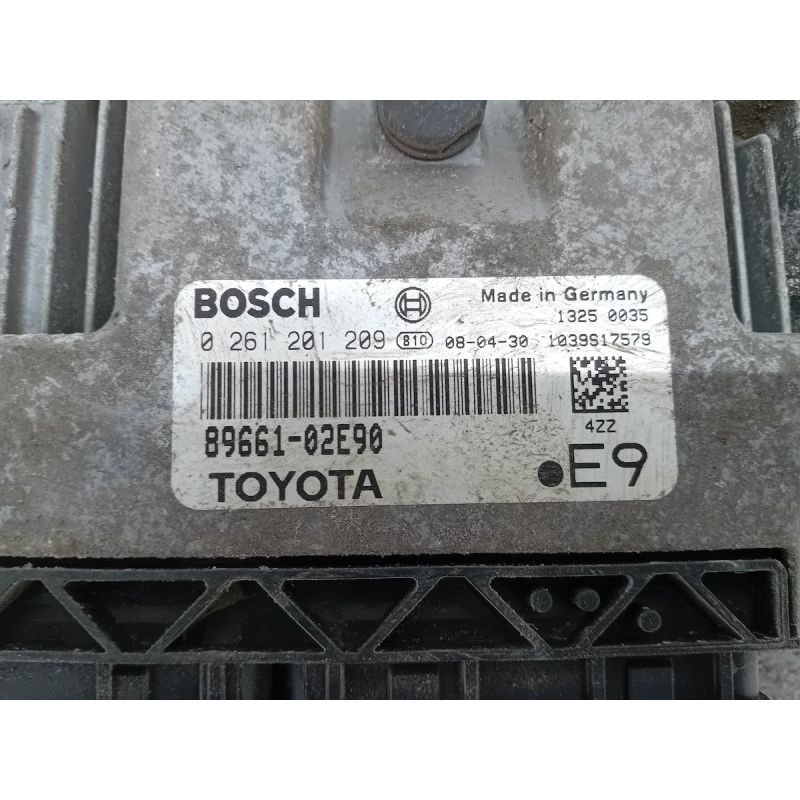 BOSCH
Made in Germany
1325 0035
0 261 201 209 B10 08-04-30 1039S17579
4ZZ
89661-02E90
TOYOTA
E9